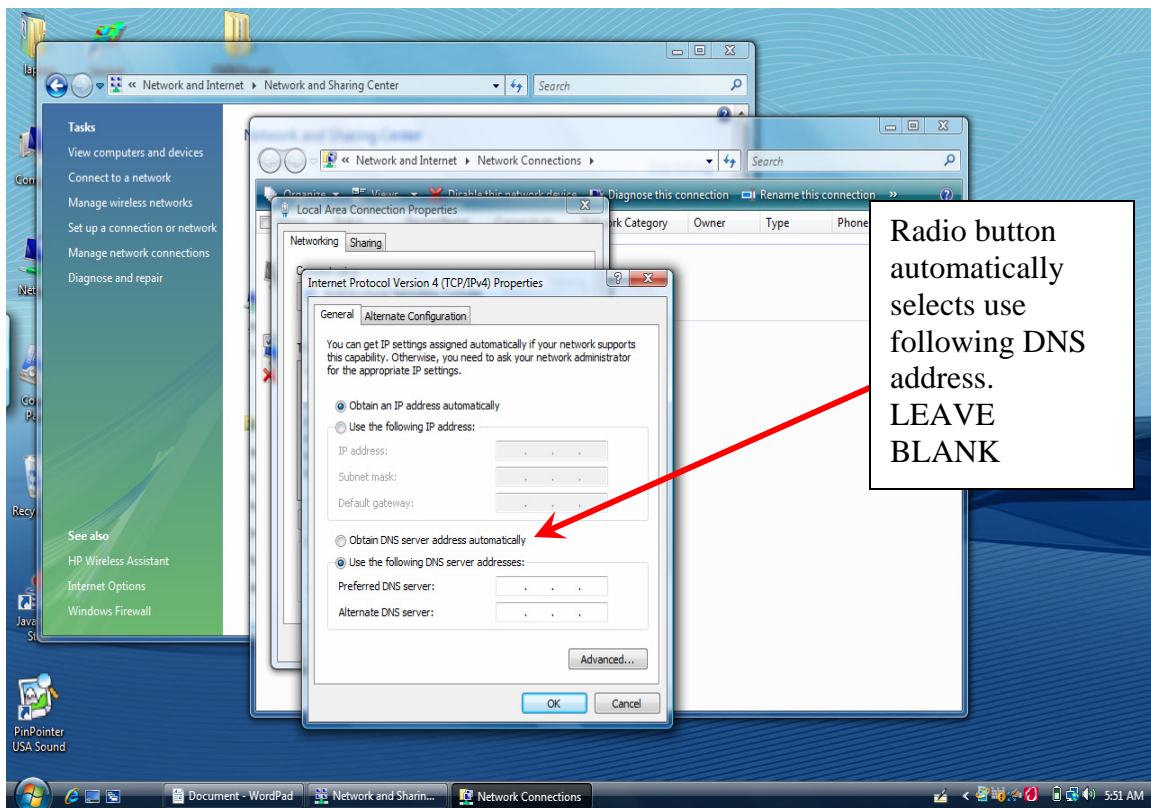 « Network and Internet ▸ Network and Sharing Center
Search
Tasks
View computers and devices
Connect to a network
Manage wireless networks
Set up a connection or network
Manage network connections
Diagnose and repair
See also
HP Wireless Assistant
Internet Options
Windows Firewall
« Network and Internet ▸ Network Connections ▸
Search
Organize Views Disable this network device Diagnose this connection Rename this connection »
Category Owner Type Phone
Local Area Connection Properties
Networking Sharing
Internet Protocol Version 4 (TCP/IPv4) Properties
General Alternate Configuration
You can get IP settings assigned automatically if your network supports
this capability. Otherwise, you need to ask your network administrator
for the appropriate IP settings.
Obtain an IP address automatically
Use the following IP address:
IP address:
Subnet mask:
Default gateway:
Obtain DNS server address automatically
Use the following DNS server addresses:
Preferred DNS server:
Alternate DNS server:
Advanced...
OK Cancel
Radio button
automatically
selects use
following DNS
address.
LEAVE
BLANK
PinPointer
USA Sound
Document - WordPad
Network and Sharin...
Network Connections
5:51 AM